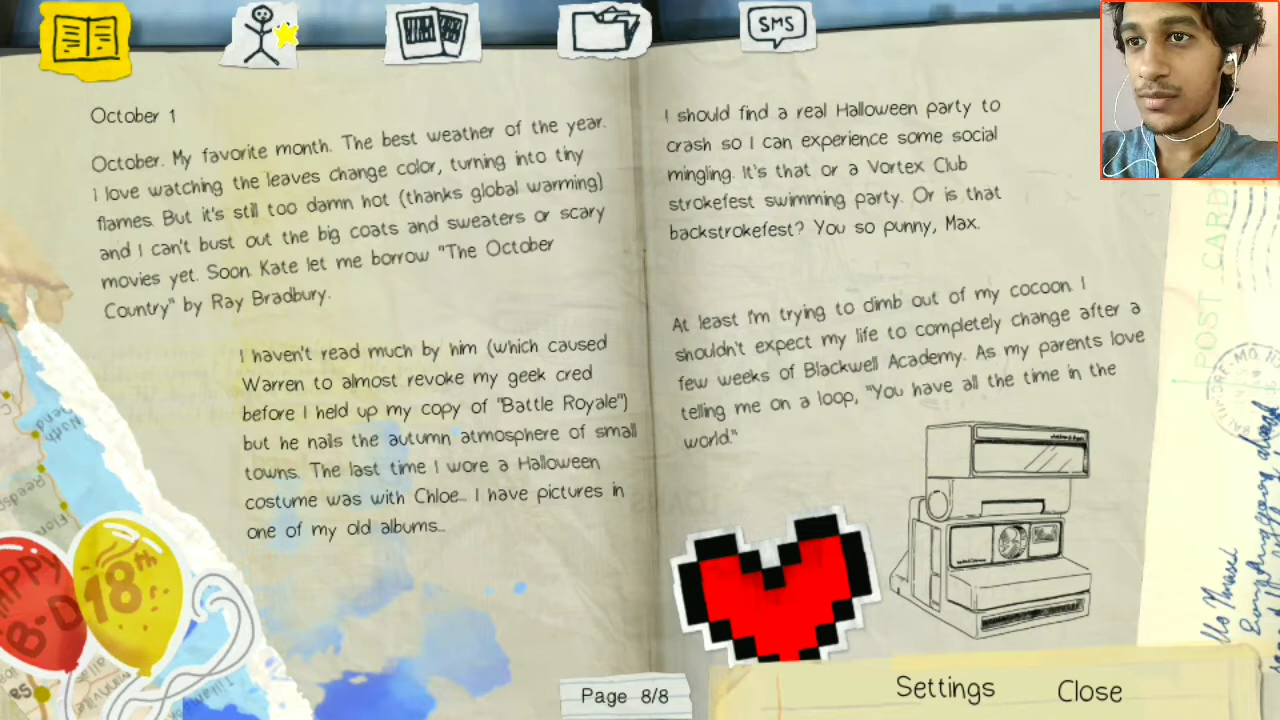 SMS
October 1
October. My favorite month. The best weather of the year.
I love watching the leaves change color, turning into tiny
flames. But it's still too damn hot (thanks global warming)
and I can't bust out the big coats and sweaters or scary
movies yet. Soon. Kate let me borrow "The October
Country" by Ray Bradbury.
I haven't read much by him (which caused
Warren to almost revoke my geek cred
before I held up my copy of "Battle Royale")
but he nails the autumn atmosphere of small
towns. The last time I wore a Halloween
costume was with Chloe... I have pictures in
one of my old albums...
I should find a real Halloween party to
crash so I can experience some social
mingling. It's that or a Vortex Club
strokefest swimming party. Or is that
backstrokefest? You so punny, Max.
At least I'm trying to climb out of my cocoon. I
shouldn't expect my life to completely change after a
few weeks of Blackwell Academy. As my parents love
telling me on a loop, "You have all the time in the
world."
POST CARD
18th
B-D
Page 8/8
Settings
Close